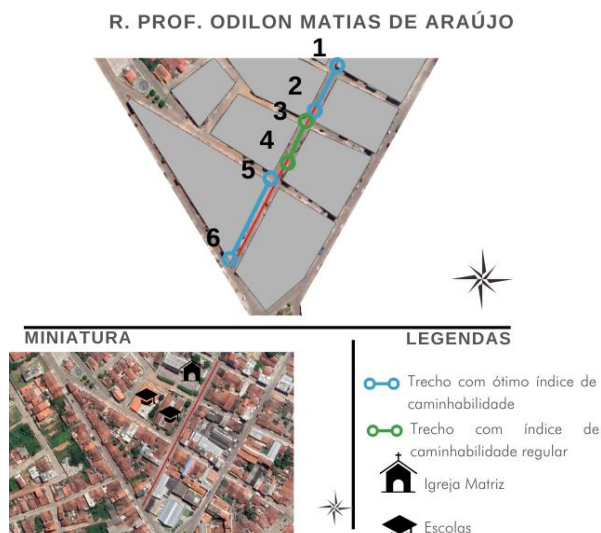 R. PROF. ODILON MATIAS DE ARAÚJO
1
2
3
4
5
6
MINIATURA
LEGENDAS
Trecho com ótimo índice de
caminhabilidade
Trecho com índice de
caminhabilidade regular
Igreja Matriz
Escolas